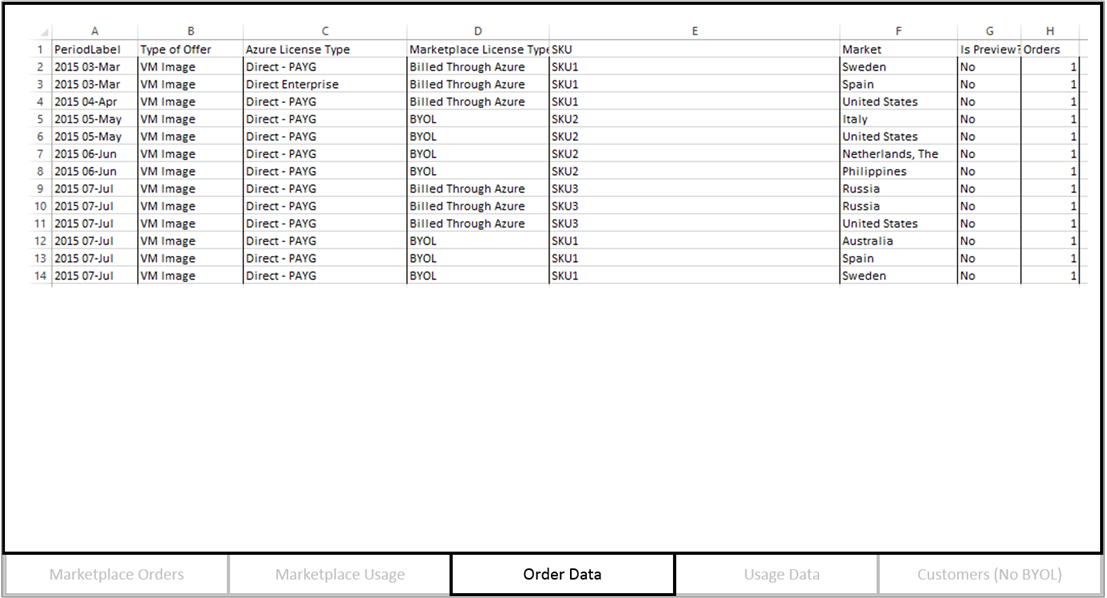 A B C D E F G H
1 PeriodLabel Type of Offer Azure License Type Marketplace License Type SKU Market Is Preview? Orders
2 2015 03-Mar VM Image Direct - PAYG Billed Through Azure SKU1 Sweden No 1
3 2015 03-Mar VM Image Direct Enterprise Billed Through Azure SKU1 Spain No 1
4 2015 04-Apr VM Image Direct - PAYG Billed Through Azure SKU1 United States No 1
5 2015 05-May VM Image Direct - PAYG BYOL SKU2 Italy No 1
6 2015 05-May VM Image Direct - PAYG BYOL SKU2 United States No 1
7 2015 06-Jun VM Image Direct - PAYG BYOL SKU2 Netherlands, The No 1
8 2015 06-Jun VM Image Direct - PAYG BYOL SKU2 Philippines No 1
9 2015 07-Jul VM Image Direct - PAYG Billed Through Azure SKU3 Russia No 1
10 2015 07-Jul VM Image Direct - PAYG Billed Through Azure SKU3 Russia No 1
11 2015 07-Jul VM Image Direct - PAYG Billed Through Azure SKU3 United States No 1
12 2015 07-Jul VM Image Direct - PAYG BYOL SKU1 Australia No 1
13 2015 07-Jul VM Image Direct - PAYG BYOL SKU1 Spain No 1
14 2015 07-Jul VM Image Direct - PAYG BYOL SKU1 Sweden No 1
Marketplace Orders Marketplace Usage Order Data Usage Data Customers (No BYOL)